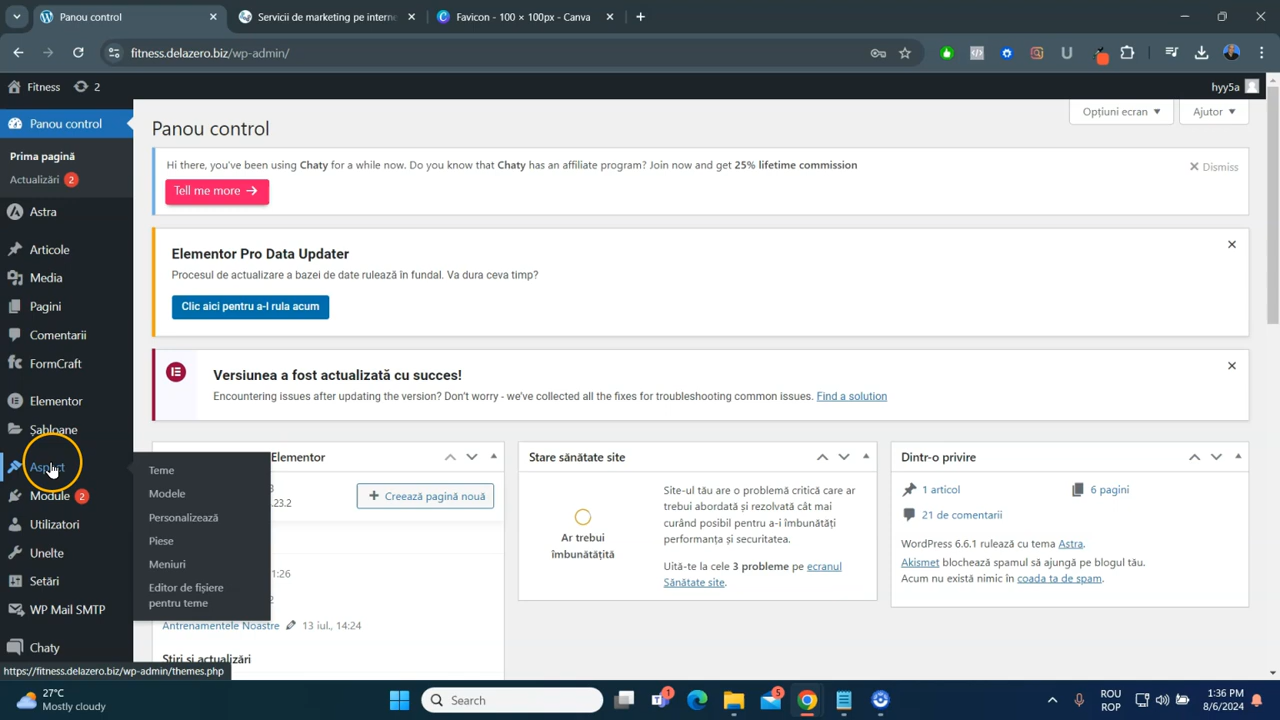 Panou control
Servicii de marketing pe intern
Favicon - 100 × 100px - Canva
fitness.delazero.biz/wp-admin/
Fitness
2
hyy5a
Panou control
Prima pagină
Actualizări 2
Astra
Articole
Media
Pagini
Comentarii
FormCraft
Elementor
Șabloane
Aspect
Module 2
Utilizatori
Unelte
Setări
WP Mail SMTP
Chaty
Teme
Modele
Personalizează
Piese
Meniuri
Editor de fișiere
pentru teme
Opțiuni ecran
Ajutor
Panou control
Hi there, you've been using Chaty for a while now. Do you know that Chaty has an affiliate program? Join now and get 25% lifetime commission
Dismiss
Tell me more →
Elementor Pro Data Updater
Procesul de actualizare a bazei de date rulează în fundal. Va dura ceva timp?
Clic aici pentru a-l rula acum
Versiunea a fost actualizată cu succes!
Encountering issues after updating the version? Don't worry - we've collected all the fixes for troubleshooting common issues. Find a solution
Elementor
.23.2
+ Creează pagină nouă
1:26
Antrenamentele Noastre 13 iul., 14:24
Știri și actualizări
Stare sănătate site
Ar trebui
îmbunătățită
Site-ul tău are o problemă critică care ar
trebui abordată și rezolvată cât mai
curând posibil pentru a-i îmbunătăți
performanța și securitatea.
Uită-te la cele 3 probleme pe ecranul
Sănătate site.
Dintr-o privire
1 articol
6 pagini
21 de comentarii
WordPress 6.6.1 rulează cu tema Astra.
Akismet blochează spamul să ajungă pe blogul tău.
Acum nu există nimic în coada ta de spam.
https://fitness.delazero.biz/wp-admin/themes.php
27°C
Mostly cloudy
Search
1
5
ROU
ROP
1:36 PM
8/6/2024